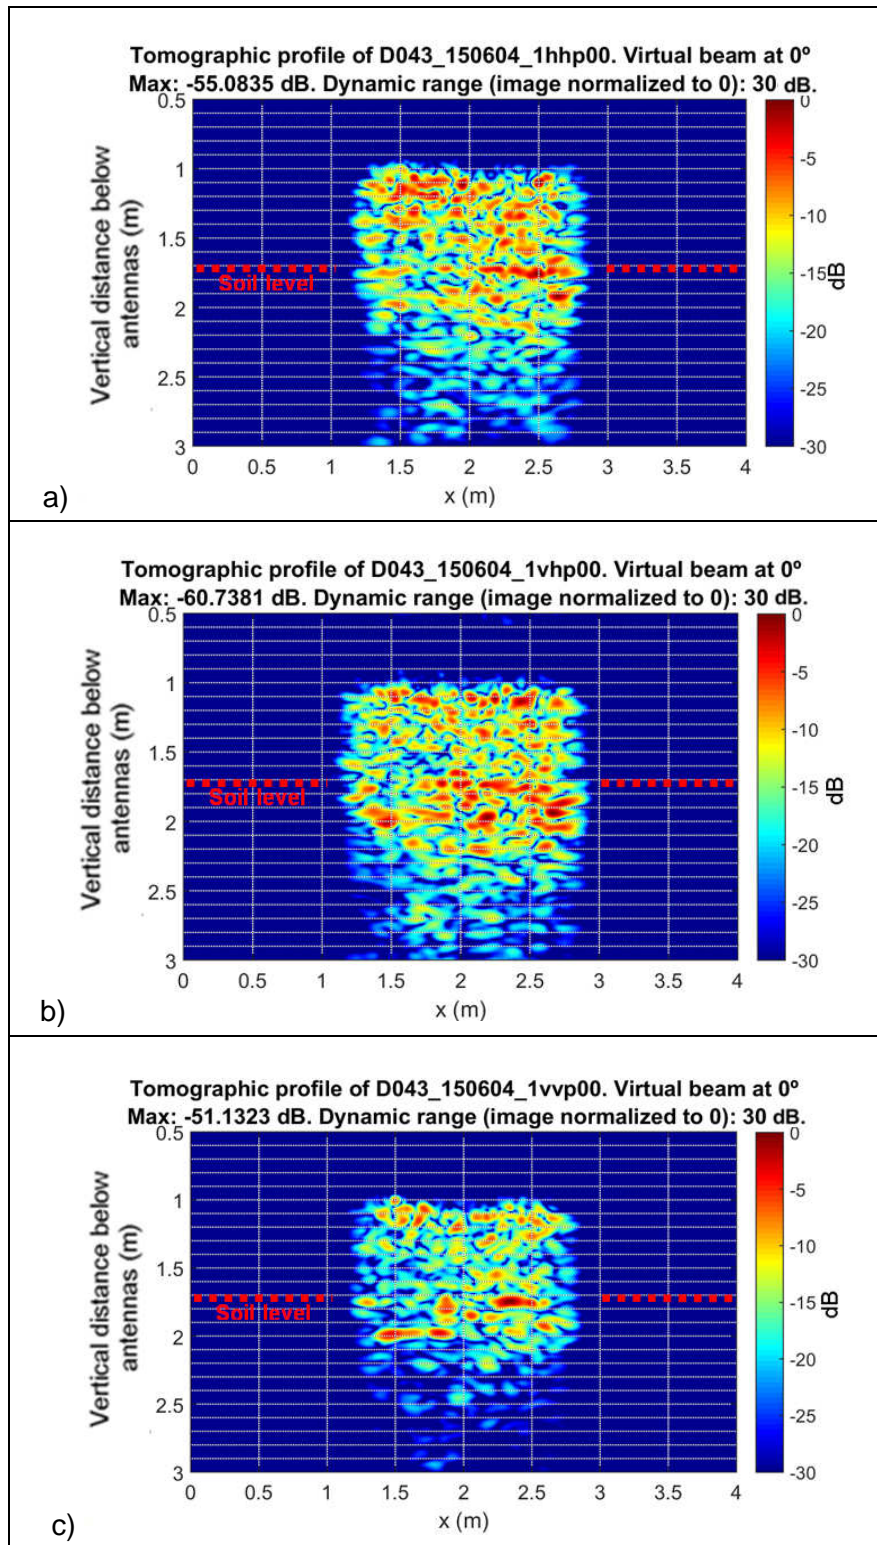 Tomographic profile of D043_150604_1hhp00. Virtual beam at 0º
Max: -55.0835 dB. Dynamic range (image normalized to 0): 30 dB.
Vertical distance below
antennas (m)
0.5
1
1.5
2
2.5
3
Soil level
0 0.5 1 1.5 2 2.5 3 3.5 4
x (m)
0
-5
-10
-15
-20
-25
-30
dB
a)
Tomographic profile of D043_150604_1vhp00. Virtual beam at 0º
Max: -60.7381 dB. Dynamic range (image normalized to 0): 30 dB.
Vertical distance below
antennas (m)
0.5
1
1.5
2
2.5
3
Soil level
0 0.5 1 1.5 2 2.5 3 3.5 4
x (m)
0
-5
-10
-15
-20
-25
-30
dB
b)
Tomographic profile of D043_150604_1vvp00. Virtual beam at 0º
Max: -51.1323 dB. Dynamic range (image normalized to 0): 30 dB.
Vertical distance below
antennas (m)
0.5
1
1.5
2
2.5
3
Soil level
0 0.5 1 1.5 2 2.5 3 3.5 4
x (m)
0
-5
-10
-15
-20
-25
-30
dB
c)